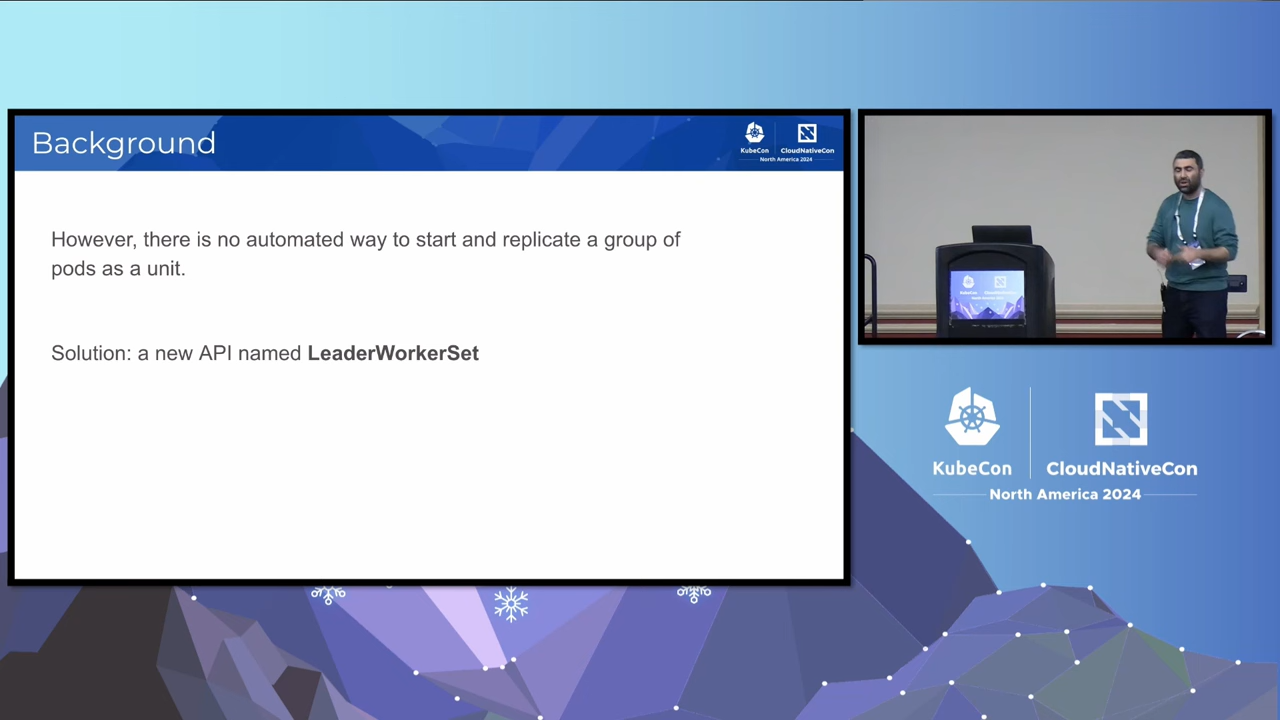 Background
KubeCon
CloudNativeCon
North America 2024
However, there is no automated way to start and replicate a group of
pods as a unit.
Solution: a new API named LeaderWorkerSet
KubeCon
CloudNativeCon
North America 2024